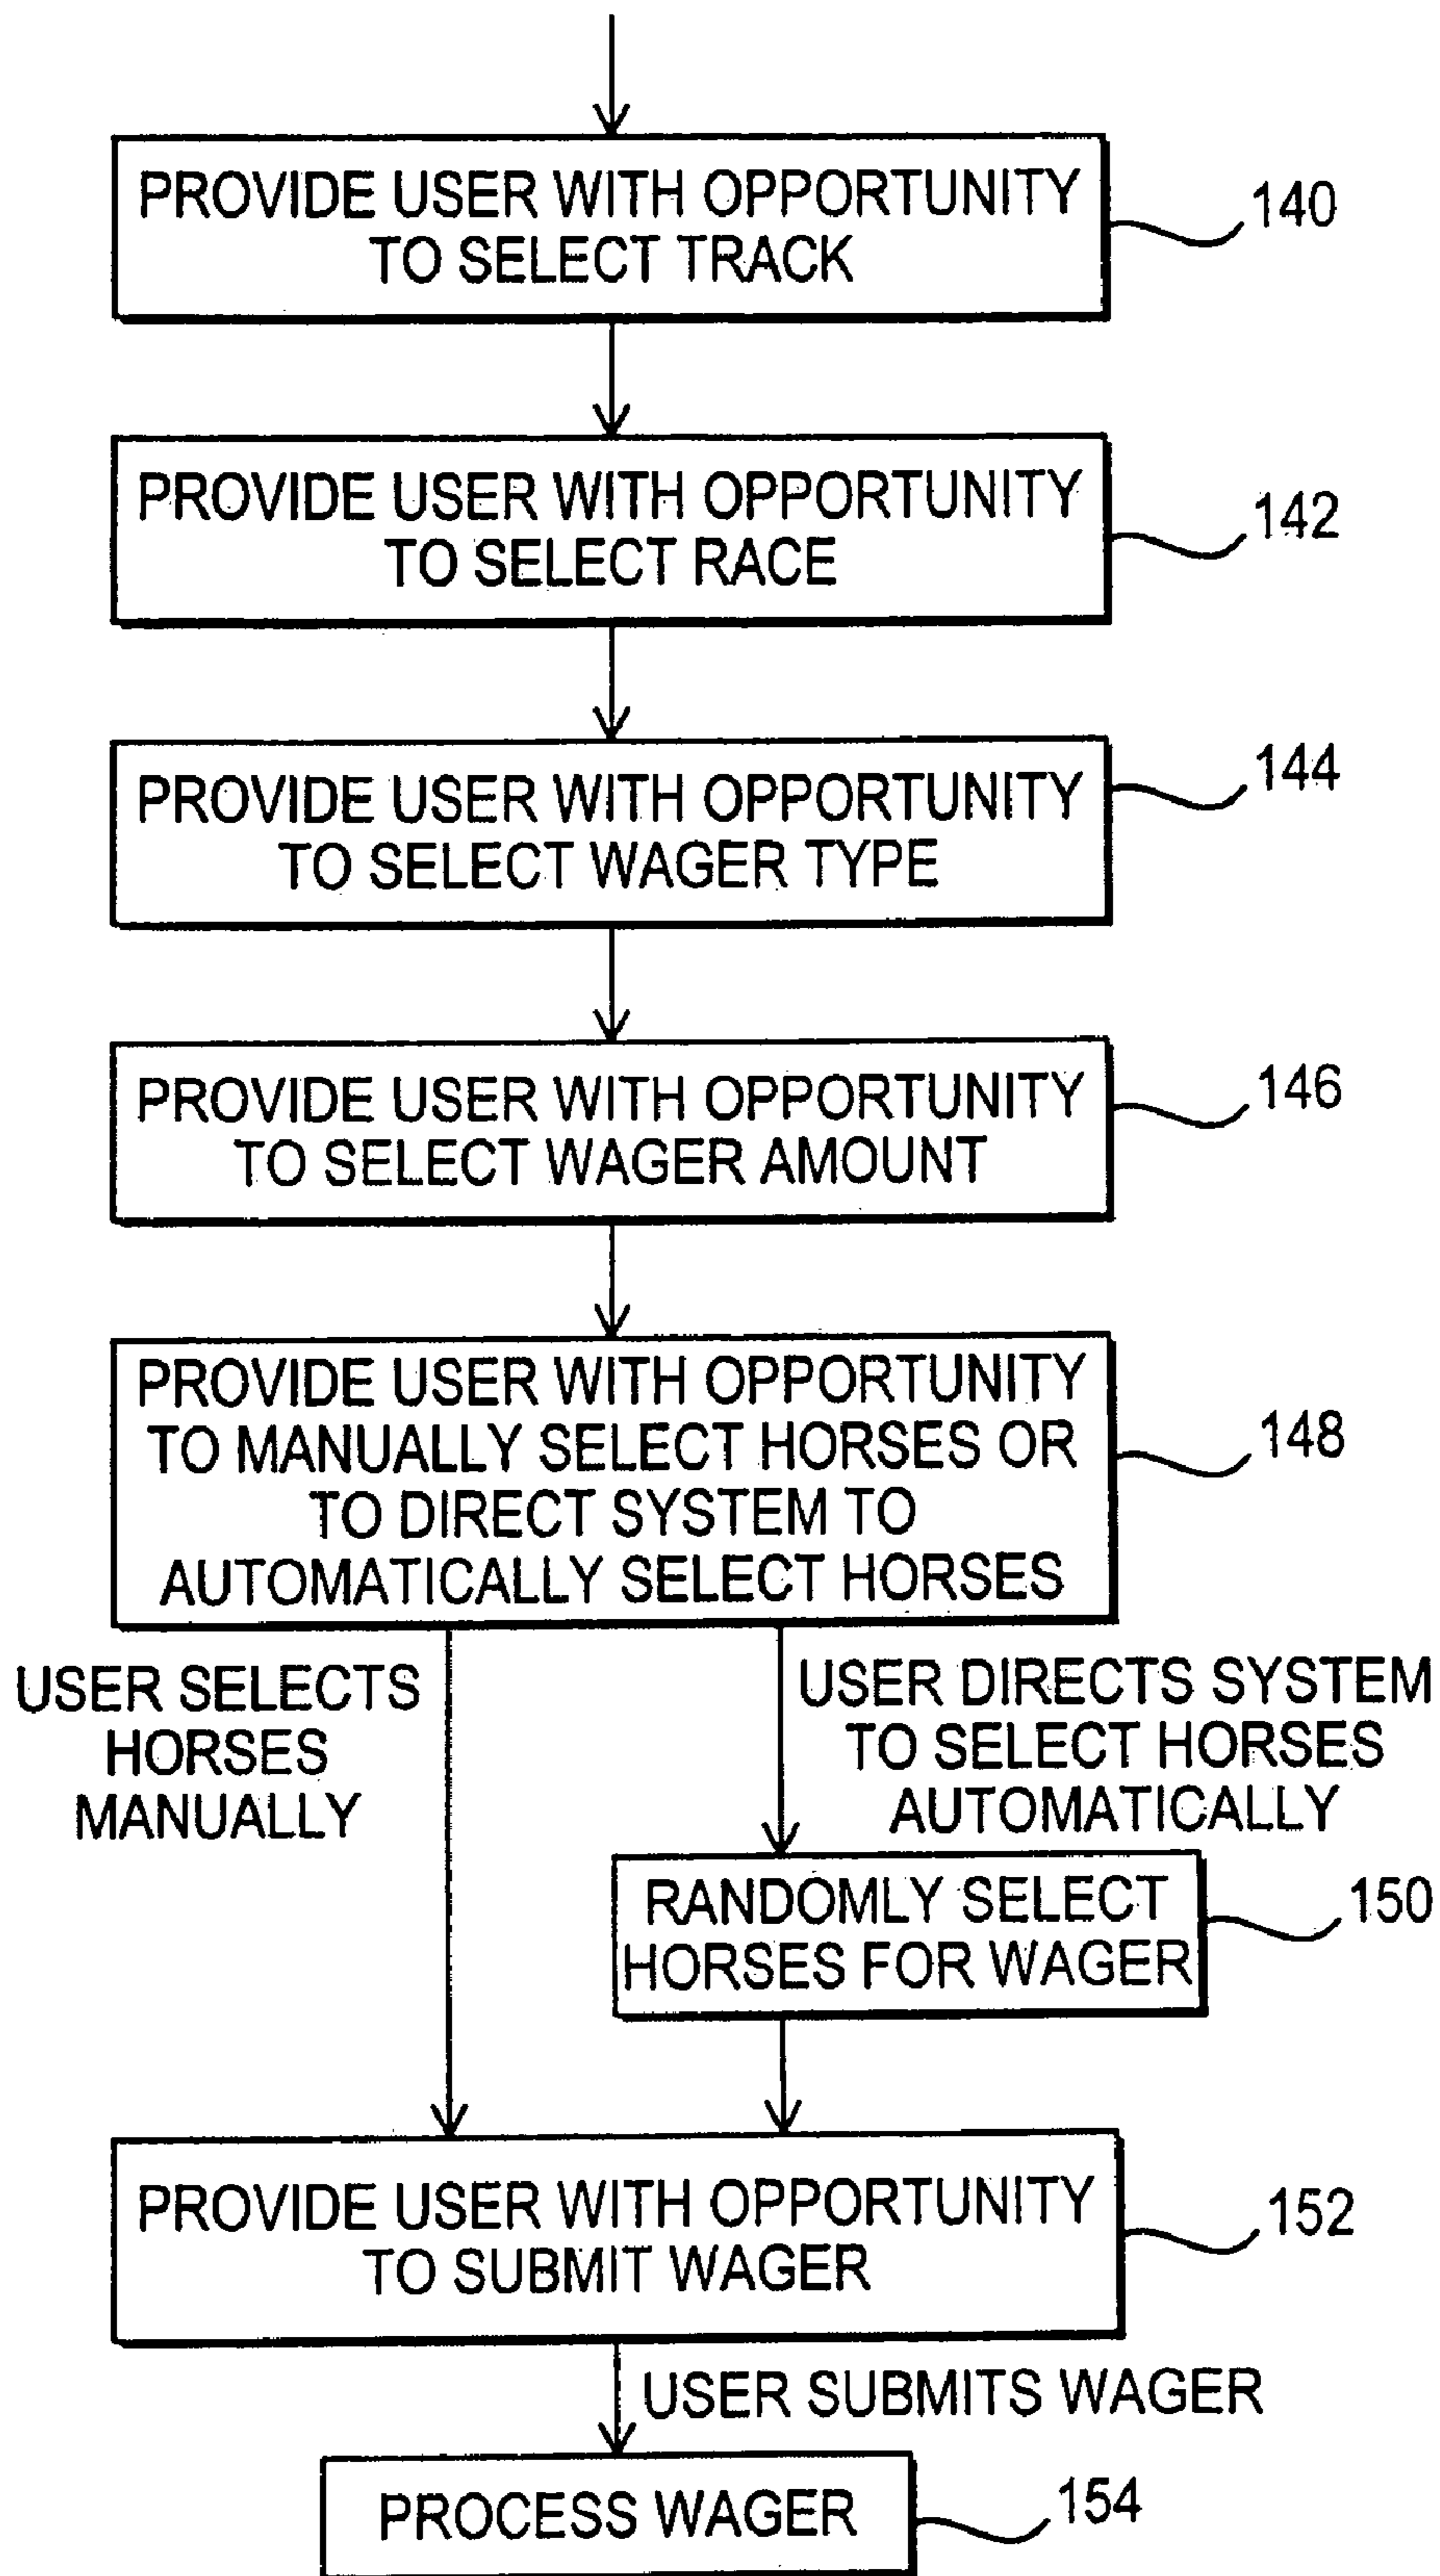 PROVIDE USER WITH OPPORTUNITY
TO SELECT TRACK
140
PROVIDE USER WITH OPPORTUNITY
TO SELECT RACE
142
PROVIDE USER WITH OPPORTUNITY
TO SELECT WAGER TYPE
144
PROVIDE USER WITH OPPORTUNITY
TO SELECT WAGER AMOUNT
146
PROVIDE USER WITH OPPORTUNITY
TO MANUALLY SELECT HORSES OR
TO DIRECT SYSTEM TO
AUTOMATICALLY SELECT HORSES
148
USER SELECTS
HORSES
MANUALLY
USER DIRECTS SYSTEM
TO SELECT HORSES
AUTOMATICALLY
RANDOMLY SELECT
HORSES FOR WAGER
150
PROVIDE USER WITH OPPORTUNITY
TO SUBMIT WAGER
152
USER SUBMITS WAGER
PROCESS WAGER
154